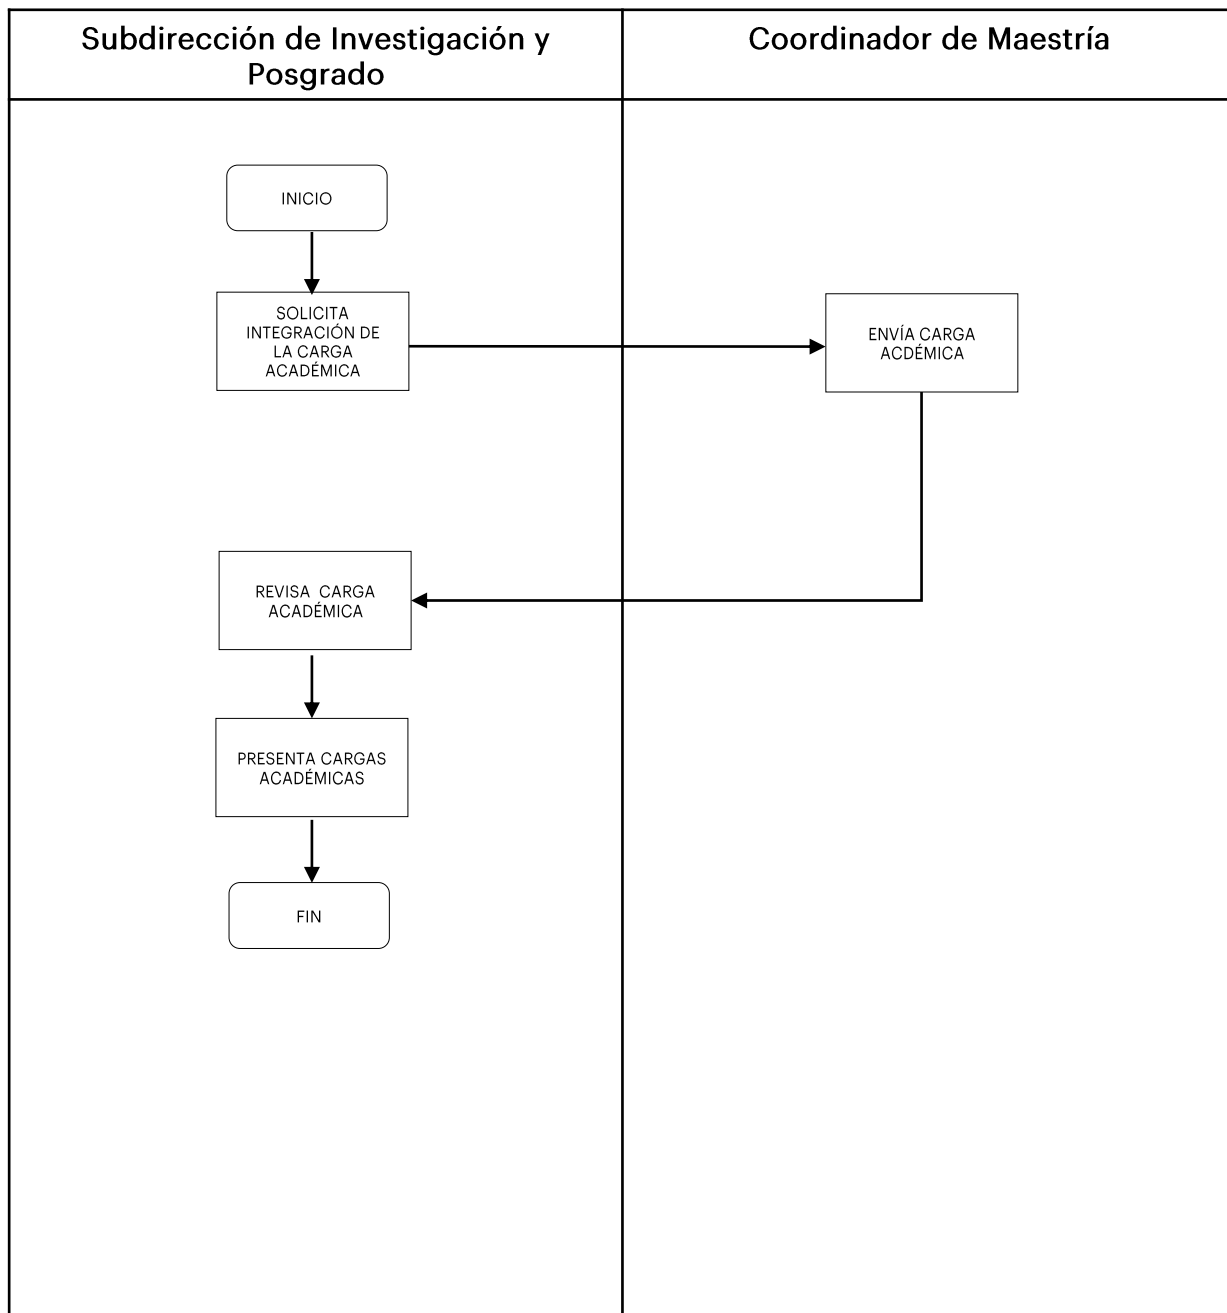 Subdirección de Investigación y
Posgrado
Coordinador de Maestría
INICIO
SOLICITA
INTEGRACIÓN DE
LA CARGA
ACADÉMICA
ENVÍA CARGA
ACDÉMICA
REVISA CARGA
ACADÉMICA
PRESENTA CARGAS
ACADÉMICAS
FIN